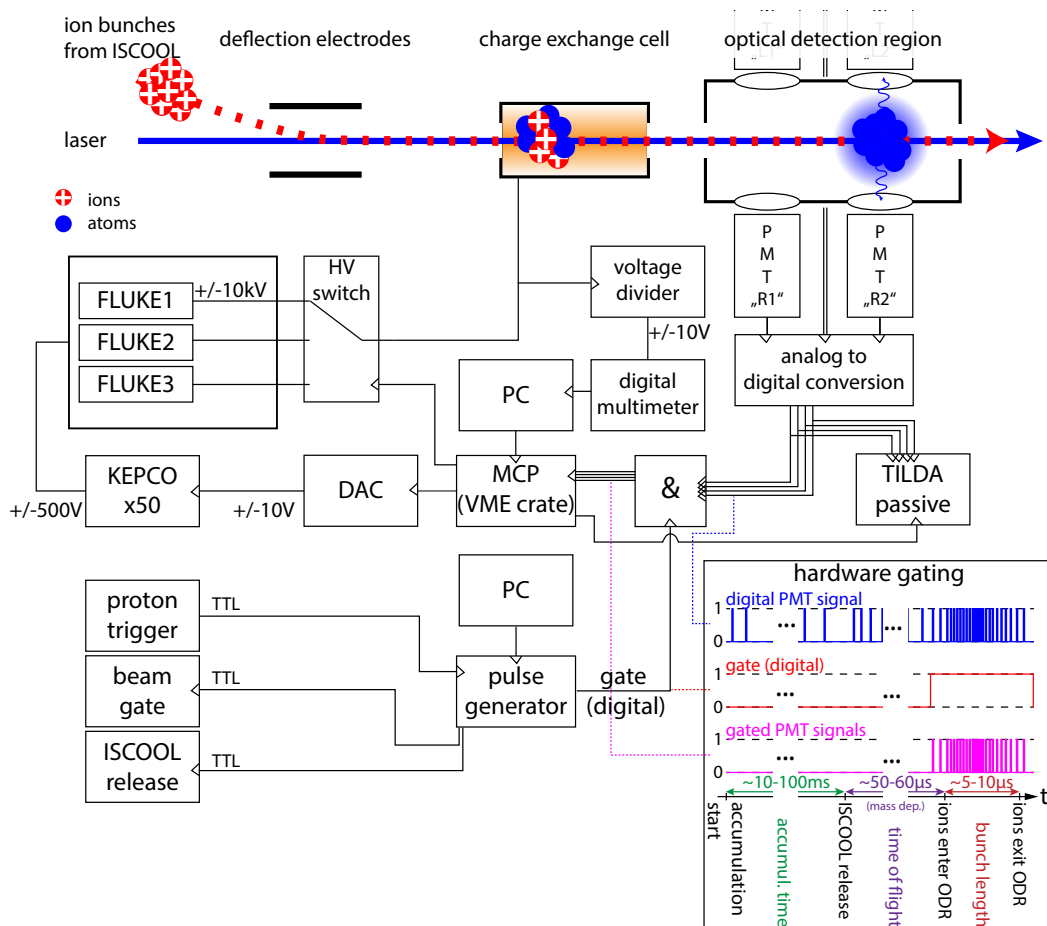 ion bunches
from ISCOOL
deflection electrodes
charge exchange cell
optical detection region
laser
ions
atoms
P
M
T
„R1“
P
M
T
„R2“
HV
switch
FLUKE1
+/-10kV
FLUKE2
FLUKE3
voltage
divider
+/-10V
digital
multimeter
PC
analog to
digital conversion
KEPCO
x50
+/-500V
+/-10V
DAC
MCP
(VME crate)
&
TILDA
passive
proton
trigger
TTL
beam
gate
TTL
ISCOOL
release
TTL
PC
pulse
generator
gate
(digital)
hardware gating
digital PMT signal
1
0
...
...
gate (digital)
1
0
...
...
gated PMT signals
1
0
...
...
~10-100ms
~50-60µs
(mass dep.)
~5-10µs
t
start
accumulation
accumul. time
ISCOOL release
time of flight
ions enter ODR
bunch length
ions exit ODR